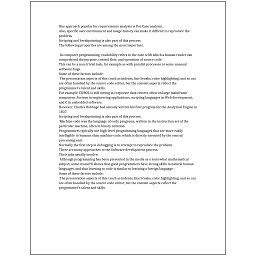 One approach popular for requirements analysis is Use Case analysis.
Also, specific user environment and usage history can make it difficult to reproduce the
problem.
Scripting and breakpointing is also part of this process.
The following properties are among the most important:

In computer programming, readability refers to the ease with which a human reader can
comprehend the purpose, control flow, and operation of source code.
This can be a non-trivial task, for example as with parallel processes or some unusual
software bugs.
Some of these factors include:
The presentation aspects of this (such as indents, line breaks, color highlighting, and so on)
are often handled by the source code editor, but the content aspects reflect the
programmer's talent and skills.
For example, COBOL is still strong in corporate data centers often on large mainframe
computers, Fortran in engineering applications, scripting languages in Web development,
and C in embedded software.
However, Charles Babbage had already written his first program for the Analytical Engine in
1837.
Scripting and breakpointing is also part of this process.
Machine code was the language of early programs, written in the instruction set of the
particular machine, often in binary notation.
Programmers typically use high-level programming languages that are more easily
intelligible to humans than machine code, which is directly executed by the central
processing unit.
Normally the first step in debugging is to attempt to reproduce the problem.
There are many approaches to the Software development process.
Their jobs usually involve:
Although programming has been presented in the media as a somewhat mathematical
subject, some research shows that good programmers have strong skills in natural human
languages, and that learning to code is similar to learning a foreign language.
Some of these factors include:
The presentation aspects of this (such as indents, line breaks, color highlighting, and so on)
are often handled by the source code editor, but the content aspects reflect the
programmer's talent and skills.